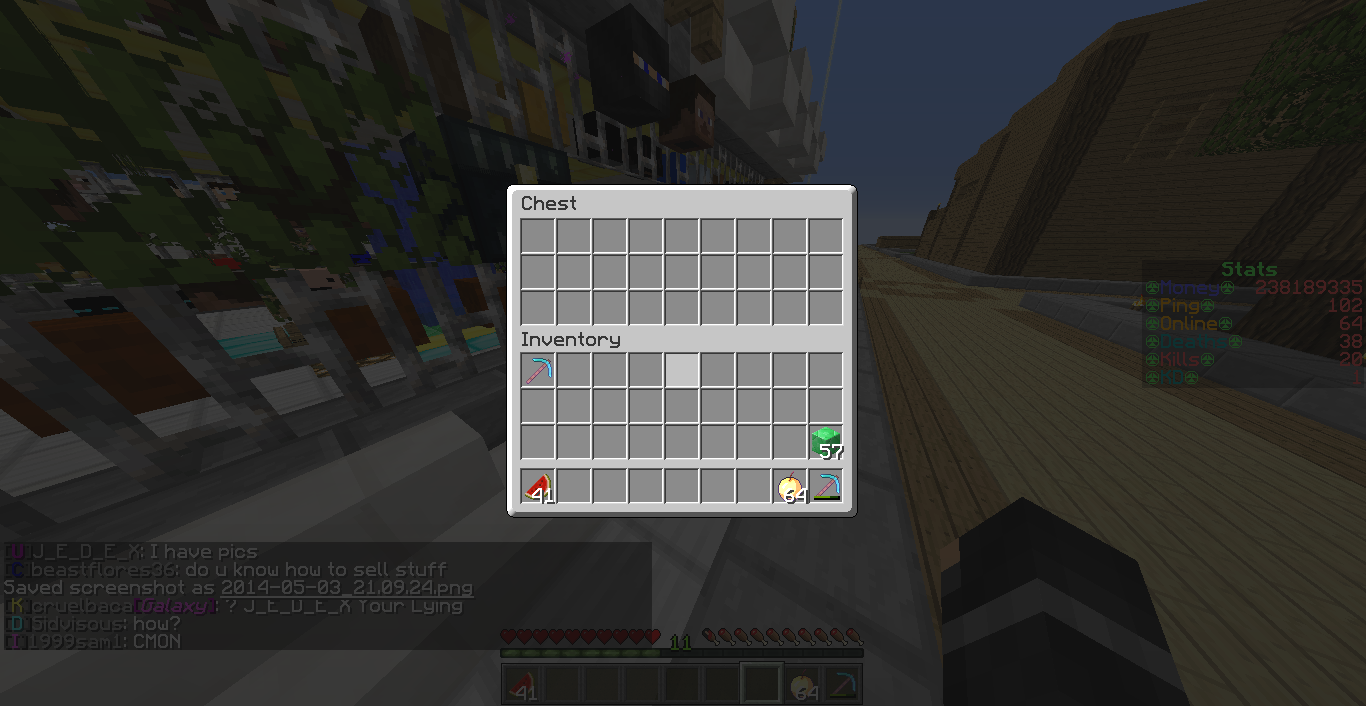 Chest
Inventory
57
41
64
Stats
Money 238189335
Ping 102
Online 64
Deaths 38
Kills 20
KD 1
[U]J_E_D_E_X: I have pics
[C]beastflores36: do u know how to sell stuff
Saved screenshot as 2014-05-03_21.09.24.png
[K]cruelbaca[Galaxy]: ? J_E_D_E_X Your Lying
[D]Sidvisous: how?
[I]1999sam1: CMON
11
41
64